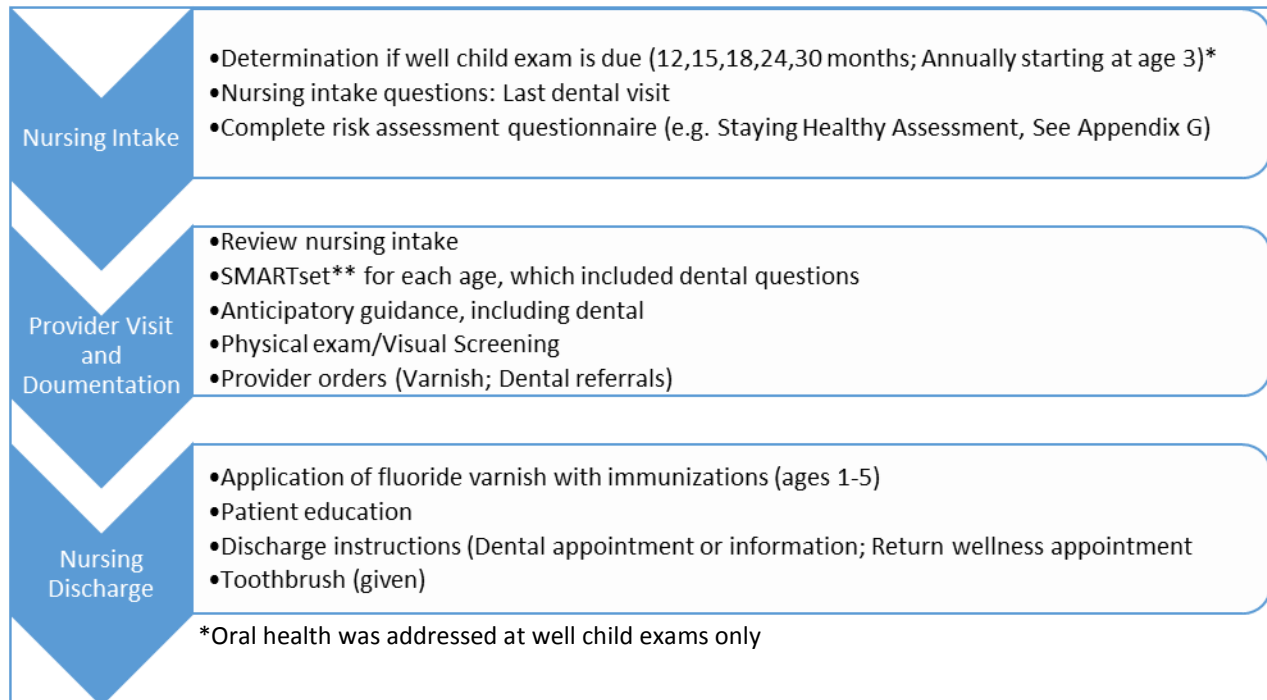 Nursing Intake
•Determination if well child exam is due (12,15,18,24,30 months; Annually starting at age 3)*
•Nursing intake questions: Last dental visit
•Complete risk assessment questionnaire (e.g. Staying Healthy Assessment, See Appendix G)
Provider Visit
and
Doumentation
•Review nursing intake
•SMARTset** for each age, which included dental questions
•Anticipatory guidance, including dental
•Physical exam/Visual Screening
•Provider orders (Varnish; Dental referrals)
Nursing
Discharge
•Application of fluoride varnish with immunizations (ages 1-5)
•Patient education
•Discharge instructions (Dental appointment or information; Return wellness appointment
•Toothbrush (given)
*Oral health was addressed at well child exams only